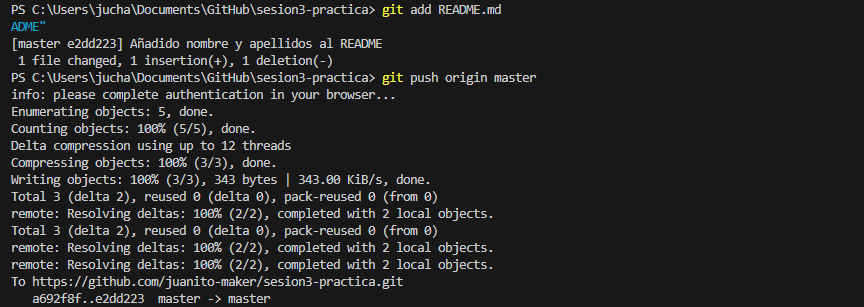 PS C:\Users\jucha\Documents\GitHub\sesion3-practica> git add README.md
ADME"
[master e2dd223] Añadido nombre y apellidos al README
 1 file changed, 1 insertion(+), 1 deletion(-)
PS C:\Users\jucha\Documents\GitHub\sesion3-practica> git push origin master
info: please complete authentication in your browser...
Enumerating objects: 5, done.
Counting objects: 100% (5/5), done.
Delta compression using up to 12 threads
Compressing objects: 100% (3/3), done.
Writing objects: 100% (3/3), 343 bytes | 343.00 KiB/s, done.
Total 3 (delta 2), reused 0 (delta 0), pack-reused 0 (from 0)
remote: Resolving deltas: 100% (2/2), completed with 2 local objects.
Total 3 (delta 2), reused 0 (delta 0), pack-reused 0 (from 0)
remote: Resolving deltas: 100% (2/2), completed with 2 local objects.
remote: Resolving deltas: 100% (2/2), completed with 2 local objects.
To https://github.com/juanito-maker/sesion3-practica.git
   a692f8f..e2dd223  master -> master